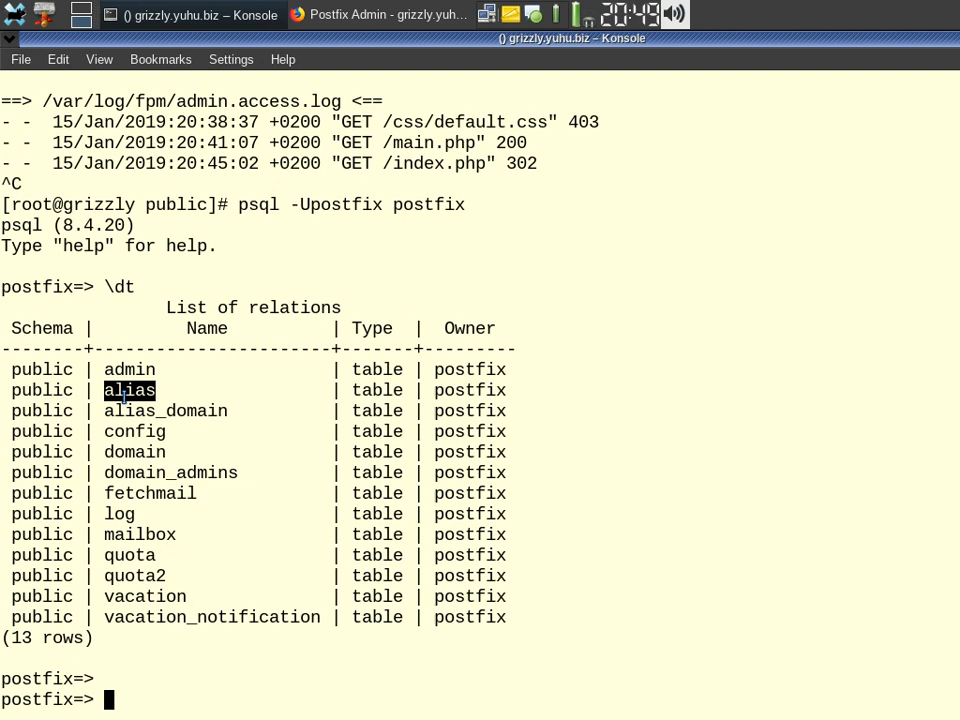 () grizzly.yuhu.biz – Konsole
Postfix Admin - grizzly.yuh...
20:49
() grizzly.yuhu.biz – Konsole
File Edit View Bookmarks Settings Help
==> /var/log/fpm/admin.access.log <==
- -  15/Jan/2019:20:38:37 +0200 "GET /css/default.css" 403
- -  15/Jan/2019:20:41:07 +0200 "GET /main.php" 200
- -  15/Jan/2019:20:45:02 +0200 "GET /index.php" 302
^C
[root@grizzly public]# psql -Upostfix postfix
psql (8.4.20)
Type "help" for help.
postfix=> \dt
                List of relations
 Schema |         Name          | Type  |  Owner
--------+-----------------------+-------+---------
 public | admin                 | table | postfix
 public | alias                 | table | postfix
 public | alias_domain          | table | postfix
 public | config                | table | postfix
 public | domain                | table | postfix
 public | domain_admins         | table | postfix
 public | fetchmail             | table | postfix
 public | log                   | table | postfix
 public | mailbox               | table | postfix
 public | quota                 | table | postfix
 public | quota2                | table | postfix
 public | vacation              | table | postfix
 public | vacation_notification | table | postfix
(13 rows)
postfix=>
postfix=>